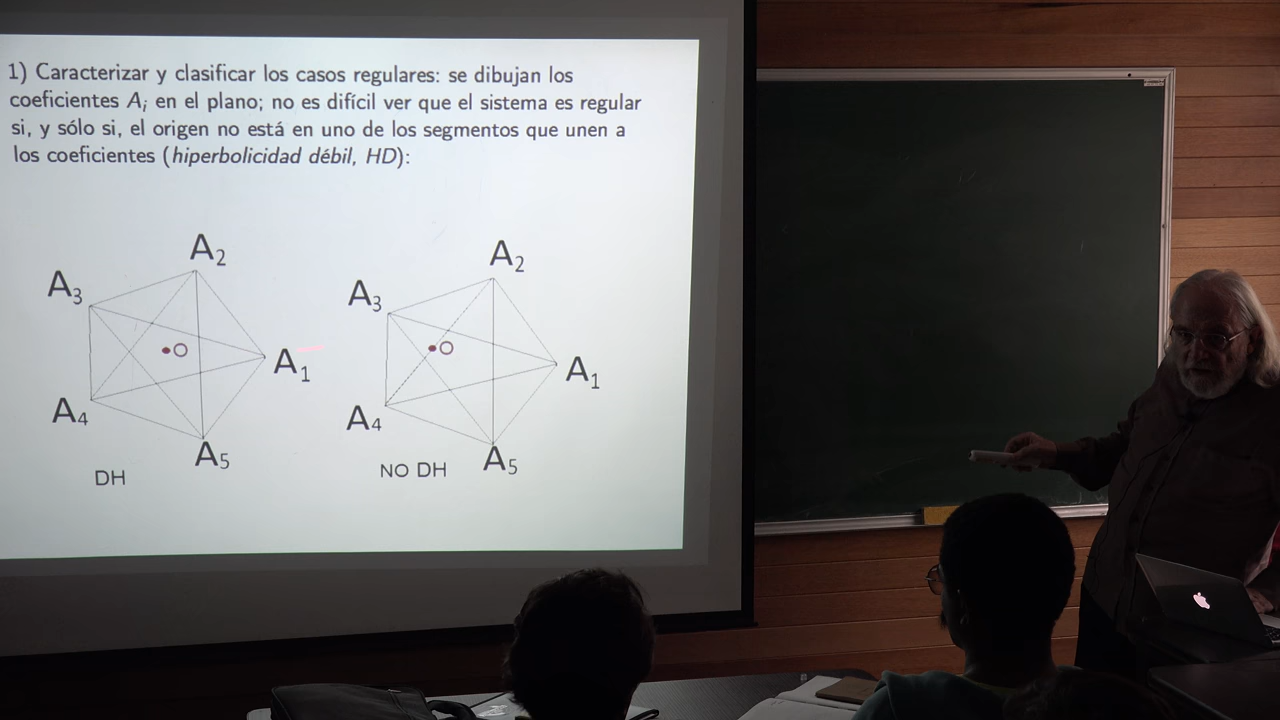 1) Caracterizar y clasificar los casos regulares: se dibujan los
coeficientes Ai en el plano; no es difícil ver que el sistema es regular
si, y sólo si, el origen no está en uno de los segmentos que unen a
los coeficientes (hiperbolicidad débil, HD):
A2
A3
O
A1
A4
A5
DH
A2
A3
O
A1
A4
A5
NO DH